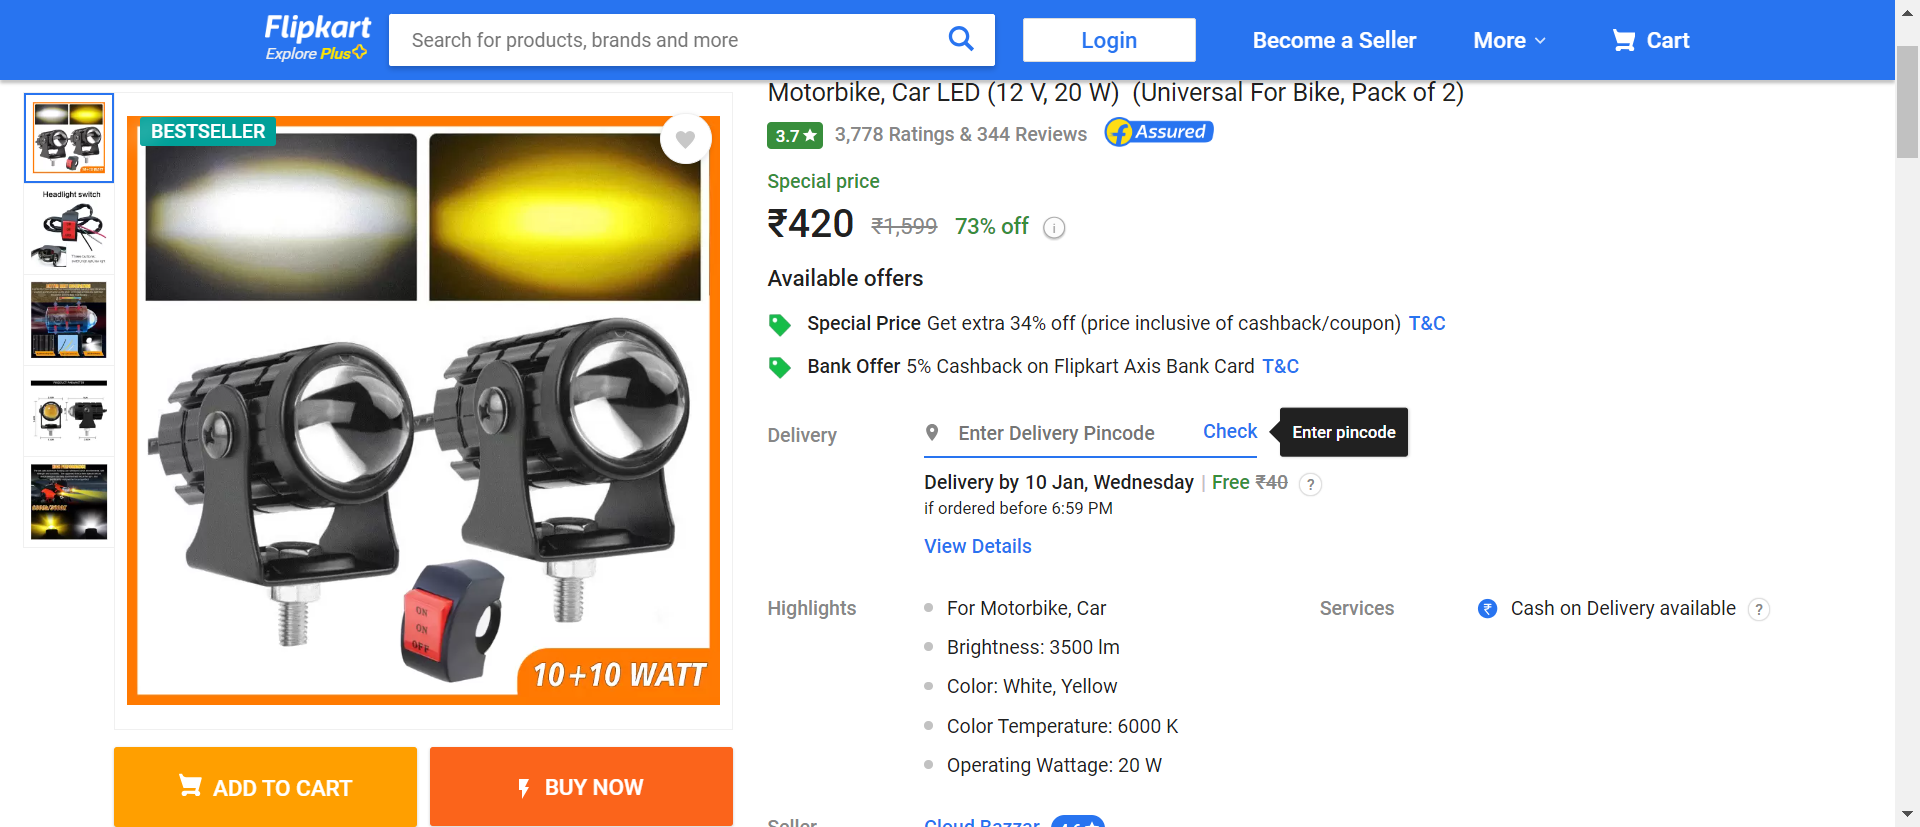 Flipkart
Explore Plus
Search for products, brands and more
Login
Become a Seller
More
Cart
Headlight switch
BESTSELLER
ON
ON
OFF
10+10 WATT
ADD TO CART
BUY NOW
Motorbike, Car LED (12 V, 20 W) (Universal For Bike, Pack of 2)
3.7★
3,778 Ratings & 344 Reviews
Assured
Special price
₹420 ₹1,599 73% off
Available offers
Special Price Get extra 34% off (price inclusive of cashback/coupon) T&C
Bank Offer 5% Cashback on Flipkart Axis Bank Card T&C
Delivery
Enter Delivery Pincode
Check
Enter pincode
Delivery by 10 Jan, Wednesday | Free ₹40 ?
if ordered before 6:59 PM
View Details
Highlights
For Motorbike, Car
Brightness: 3500 lm
Color: White, Yellow
Color Temperature: 6000 K
Operating Wattage: 20 W
Services
₹ Cash on Delivery available ?
Seller
Cloud Bazzar